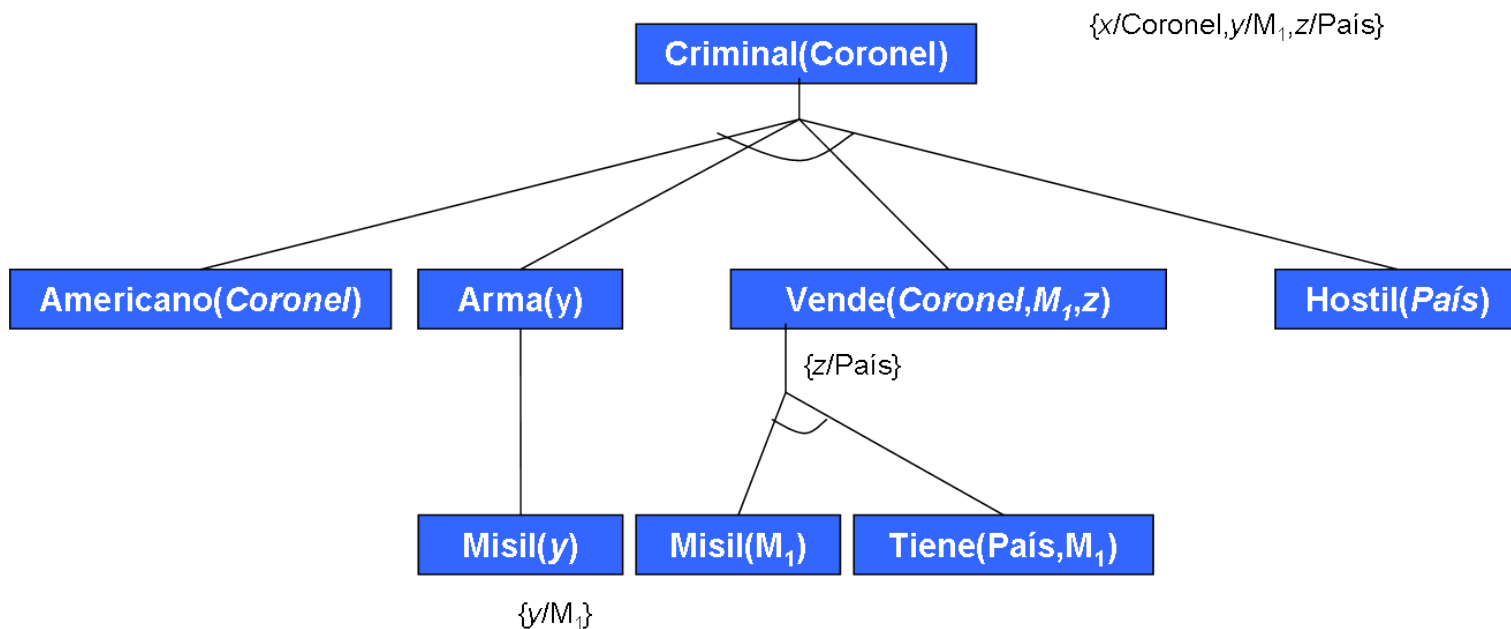 {x/Coronel,y/M₁,z/País}
Criminal(Coronel)
Americano(Coronel)
Arma(y)
Vende(Coronel,M₁,z)
Hostil(País)
{z/País}
Misil(y)
Misil(M₁)
Tiene(País,M₁)
{y/M₁}